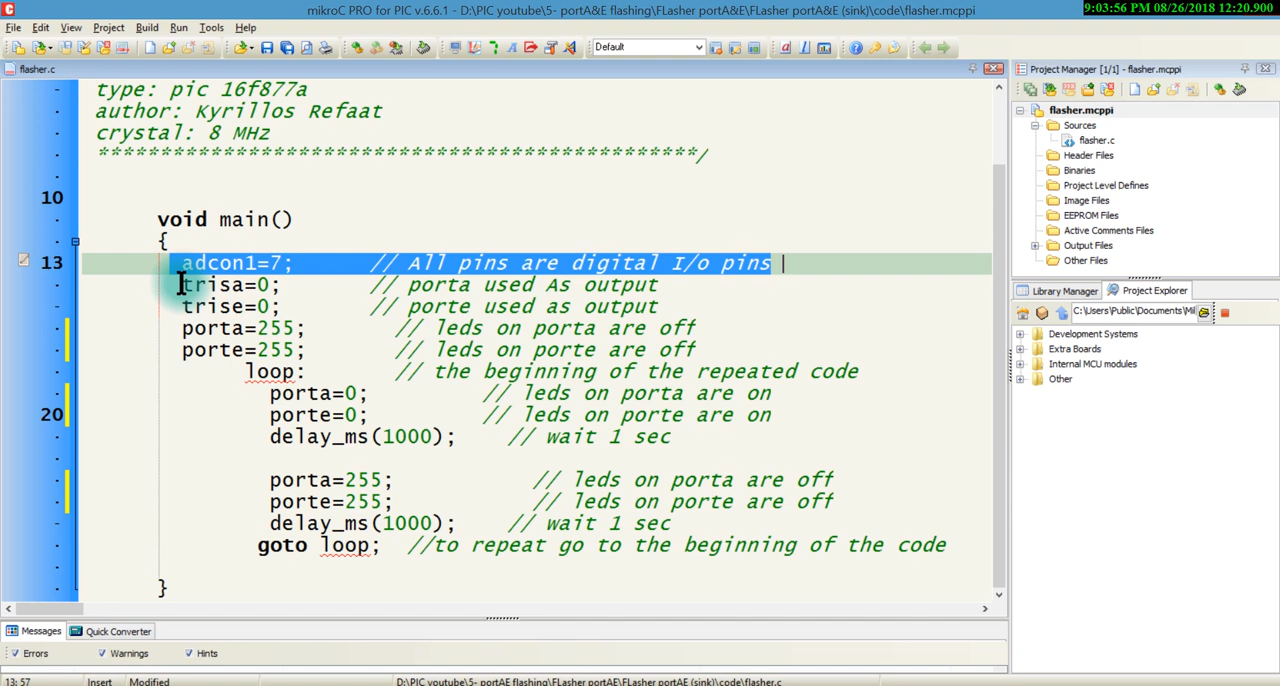 mikroC PRO for PIC v.6.6.1 - D:\PIC youtube\5- portA&E flashing\FLasher portA&E\FLasher portA&E (sink)\code\flasher.mcppi
9:03:56 PM 08/26/2018 12:20.900
File Edit View Project Build Run Tools Help
Default
flasher.c
type: pic 16f877a
author: Kyrillos Refaat
crystal: 8 MHz
************************************************/
10
void main()
{
13 adcon1=7; // All pins are digital I/o pins
trisa=0; // porta used As output
trise=0; // porte used as output
porta=255; // leds on porta are off
porte=255; // leds on porte are off
loop: // the beginning of the repeated code
porta=0; // leds on porta are on
20 porte=0; // leds on porte are on
delay_ms(1000); // wait 1 sec
porta=255; // leds on porta are off
porte=255; // leds on porte are off
delay_ms(1000); // wait 1 sec
goto loop; //to repeat go to the beginning of the code
}
Messages Quick Converter
Errors Warnings Hints
13: 57 Insert Modified D:\PIC youtube\5- portAE flashing\FLasher portAE\FLasher portAE (sink)\code\flasher.c
Project Manager [1/1] - flasher.mcppi
flasher.mcppi
Sources
flasher.c
Header Files
Binaries
Project Level Defines
Image Files
EEPROM Files
Active Comments Files
Output Files
Other Files
Library Manager Project Explorer
C:\Users\Public\Documents\Mil
Development Systems
Extra Boards
Internal MCU modules
Other